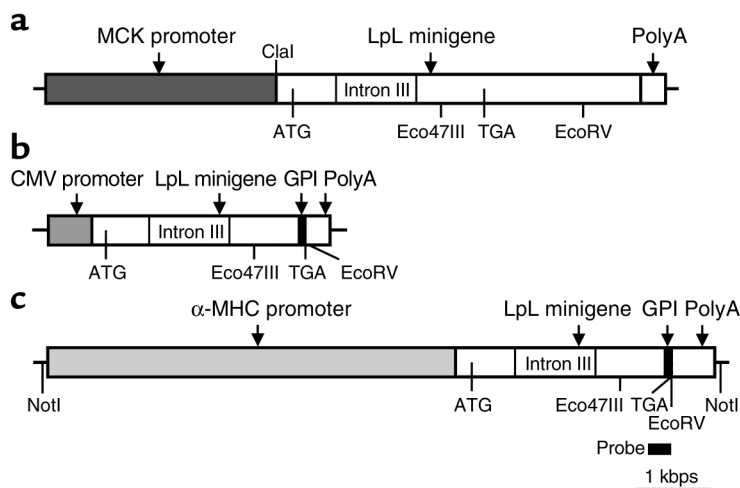 a
MCK promoter
LpL minigene
PolyA
ClaI
Intron III
ATG
Eco47III
TGA
EcoRV
b
CMV promoter
LpL minigene
GPI
PolyA
Intron III
ATG
Eco47III
TGA
EcoRV
c
α-MHC promoter
LpL minigene
GPI
PolyA
Intron III
NotI
ATG
Eco47III
TGA
NotI
EcoRV
Probe
1 kbps